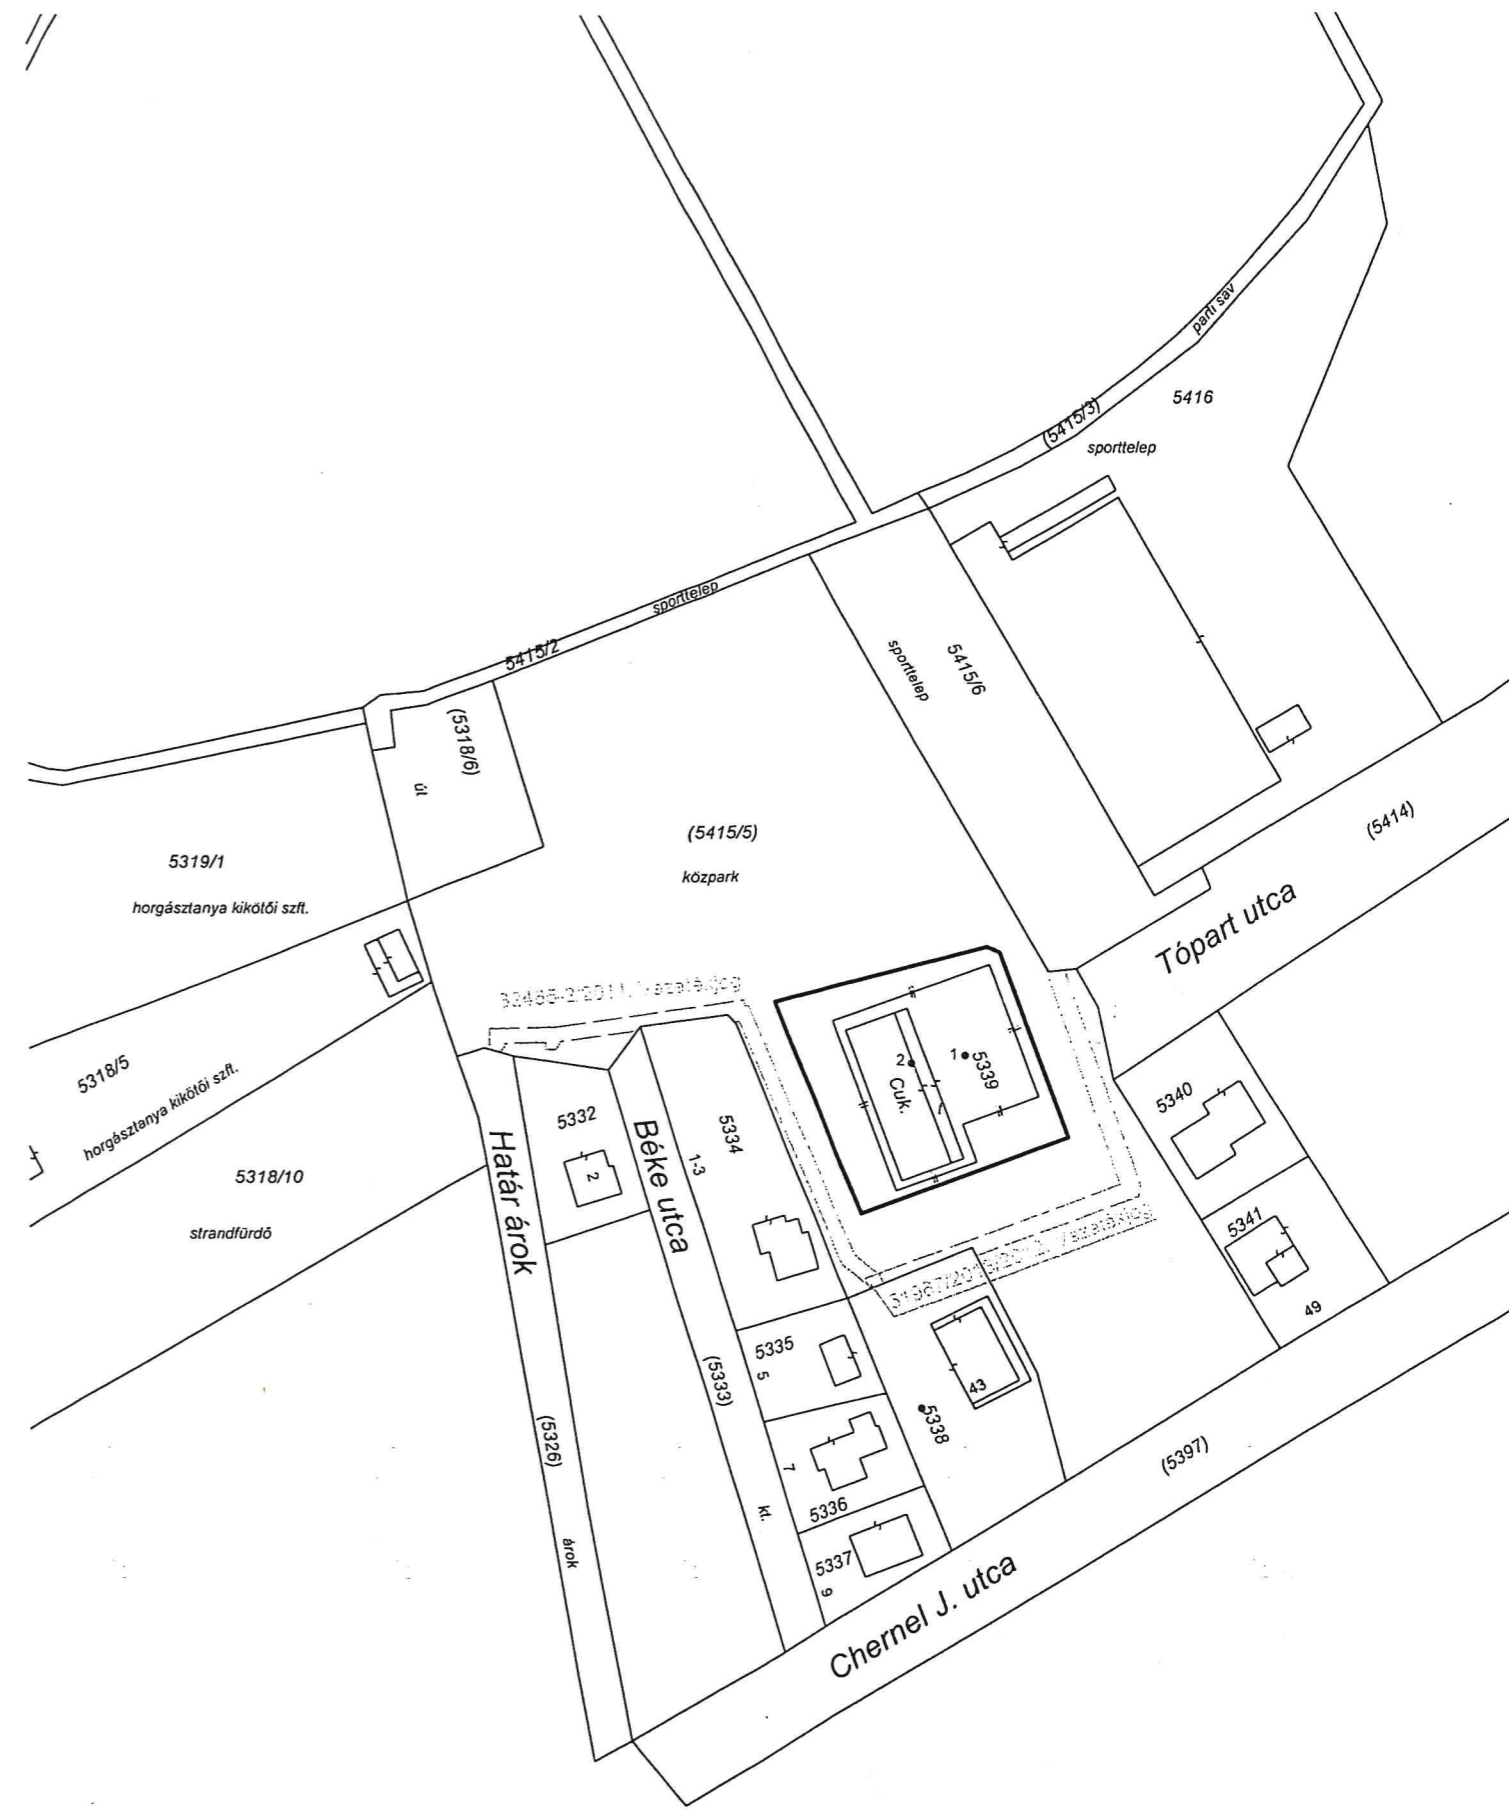 parti sáv
5416
(5415/3)
sporttelep
sporttelep
5415/2
sporttelep
5415/6
(5318/6)
út
(5414)
(5415/5)
közpark
5319/1
horgásztanya kikötői szft.
Tópart utca
5318/5
horgásztanya kikötői szft.
1
5339
2
Cuk.
5340
5332
2
Béke utca
1-3
5334
Határ árok
5318/10
strandfürdő
5341
49
5335
5
(5333)
43
5338
(5326)
7
5336
kt.
5337
9
árok
(5397)
Chernel J. utca